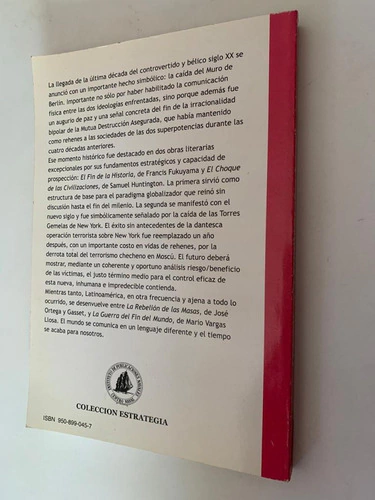 La llegada de la última década del controvertido y bélico siglo XX se
anunció con un importante hecho simbólico: la caída del Muro de
Berlín, importante no sólo por haber habilitado la comunicación
física entre las dos ideologías enfrentadas, sino porque además fue
un augurio de paz y una señal concreta del fin de la irracionalidad
bipolar de la Mutua Destrucción Asegurada, que había mantenido
como rehenes a las sociedades de las dos superpotencias durante las
cuatro décadas anteriores.
Ese momento histórico fue destacado en dos obras literarias
excepcionales por sus fundamentos estratégicos y capacidad de
prospección: El Fin de la Historia, de Francis Fukuyama y El Choque
de las Civilizaciones, de Samuel Huntington. La primera sirvió como
estructura de base para el paradigma globalizador que reinó sin
discusión hasta el fin del milenio. La segunda se manifestó con el
nuevo siglo y fue simbólicamente señalado por la caída de las Torres
Gemelas de New York. El éxito sin antecedentes de la dantesca
operación terrorista sobre New York fue reemplazado un año
después, con un importante costo en vidas de rehenes, por la
derrota total del terrorismo checheno en Moscú. El futuro deberá
mostrar, mediante un coherente y oportuno análisis riesgo/beneficio
de las víctimas, el justo término medio para el control eficaz de
esta nueva, inhumana e impredecible contienda.
Mientras tanto, Latinoamérica, en otra frecuencia y ajena a todo lo
ocurrido, se desenvuelve entre La Rebelión de las Masas, de José
Ortega y Gasset, y La Guerra del Fin del Mundo, de Mario Vargas
Llosa. El mundo se comunica en un lenguaje diferente y el tiempo
se acaba para nosotros.
INSTITUTO DE PUBLICACIONES NAVALES
CENTRO NAVAL
COLECCION ESTRATEGIA
ISBN 950-899-045-7